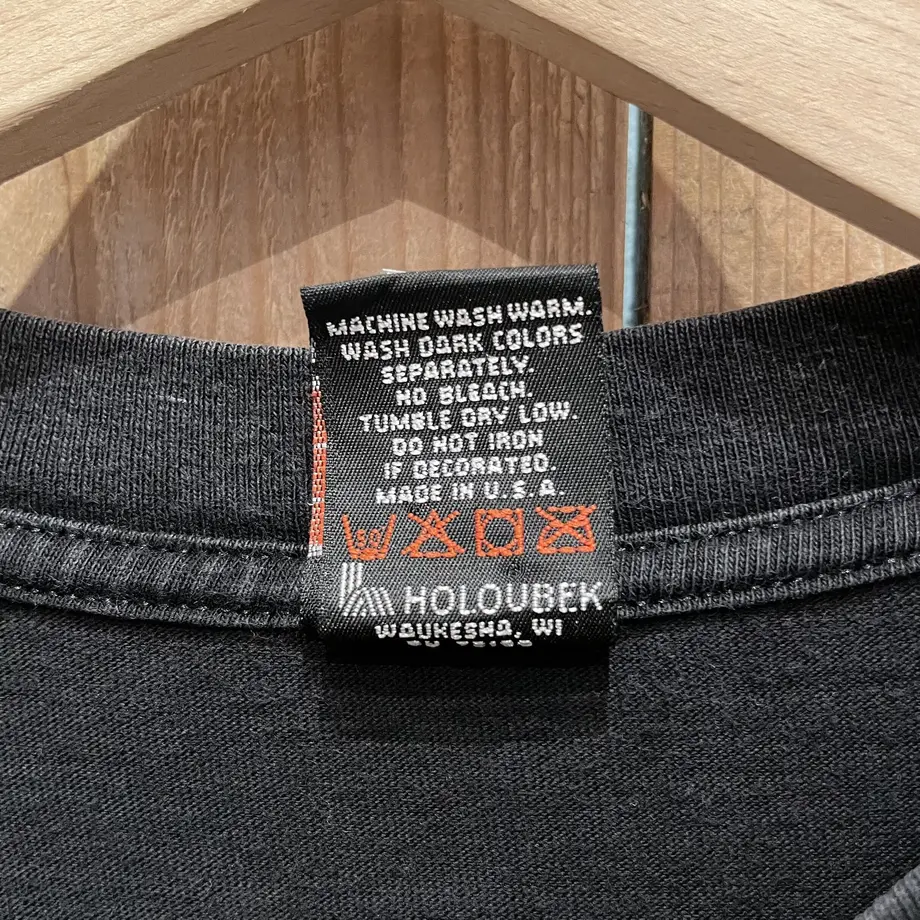 MACHINE WASH WARM.
WASH DARK COLORS
SEPARATELY.
NO BLEACH.
TUMBLE DRY LOW.
DO NOT IRON
IF DECORATED.
MADE IN U.S.A.
HOLOUBEK
WAUKESHA, WI